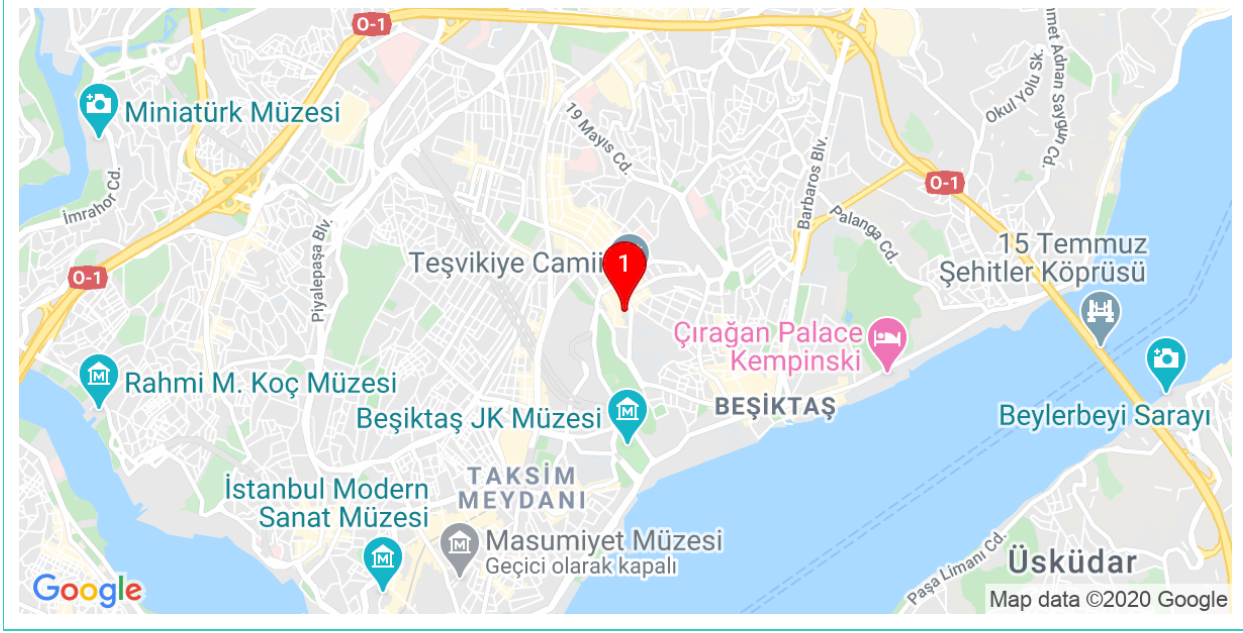 O-1
Miniatürk Müzesi
19 Mayıs Cd.
Okul Yolu Sk.
hmet Adnan Saygun Cd.
İmrahor Cd.
Piyalepaşa Blv.
Barbaros Blv.
O-1
Palanga Cd.
Teşvikiye Camii
1
15 Temmuz
Şehitler Köprüsü
O-1
Çırağan Palace
Kempinski
Rahmi M. Koç Müzesi
Beşiktaş JK Müzesi
BEŞİKTAŞ
Beylerbeyi Sarayı
TAKSİM
MEYDANI
İstanbul Modern
Sanat Müzesi
Masumiyet Müzesi
Geçici olarak kapalı
Paşa Limanı Cd.
Üsküdar
Google
Map data ©2020 Google